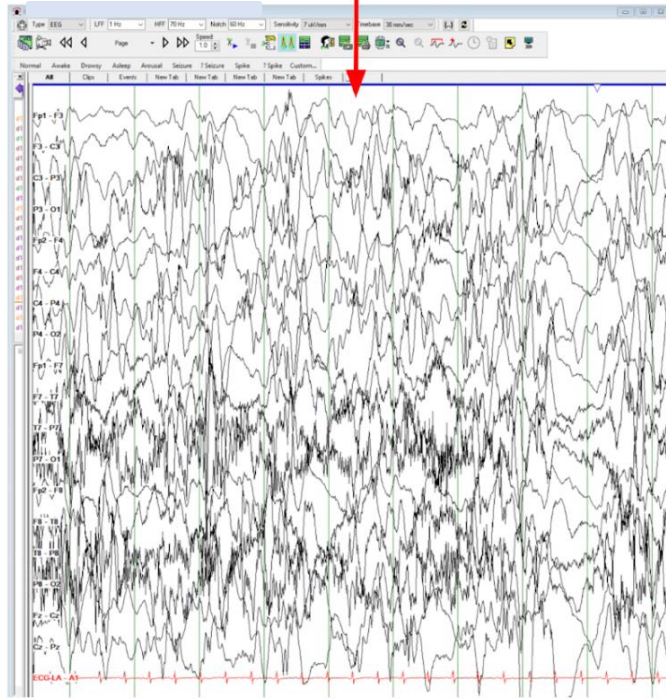 Type EEG LFF 1 Hz HFF 70 Hz Notch 60 Hz Sensitivity 7 uV/mm Timebase 30 mm/sec
Page Speed 1.0
Normal Awake Drowsy Asleep Arousal Seizure ?Seizure Spike ?Spike Custom...
All Clips Events New Tab New Tab New Tab New Tab Spikes
Fp1 - F3
F3 - C3
C3 - P3
P3 - O1
Fp2 - F4
F4 - C4
C4 - P4
P4 - O2
Fp1 - F7
F7 - T7
T7 - P7
P7 - O1
Fp2 - F8
F8 - T8
T8 - P8
P8 - O2
Fz - Cz
Cz - Pz
ECG-LA - A1